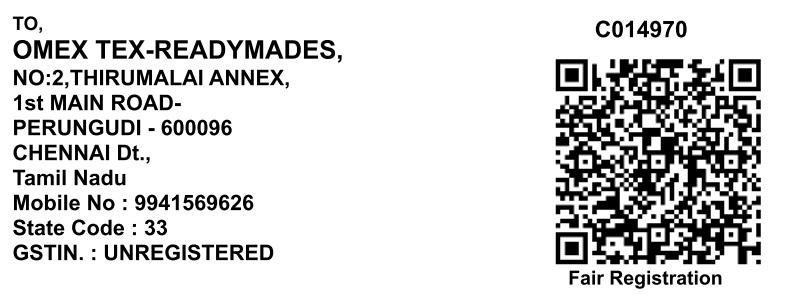 TO,
OMEX TEX-READYMADES,
NO:2,THIRUMALAI ANNEX,
1st MAIN ROAD-
PERUNGUDI - 600096
CHENNAI Dt.,
Tamil Nadu
Mobile No : 9941569626
State Code : 33
GSTIN. : UNREGISTERED
C014970
Fair Registration